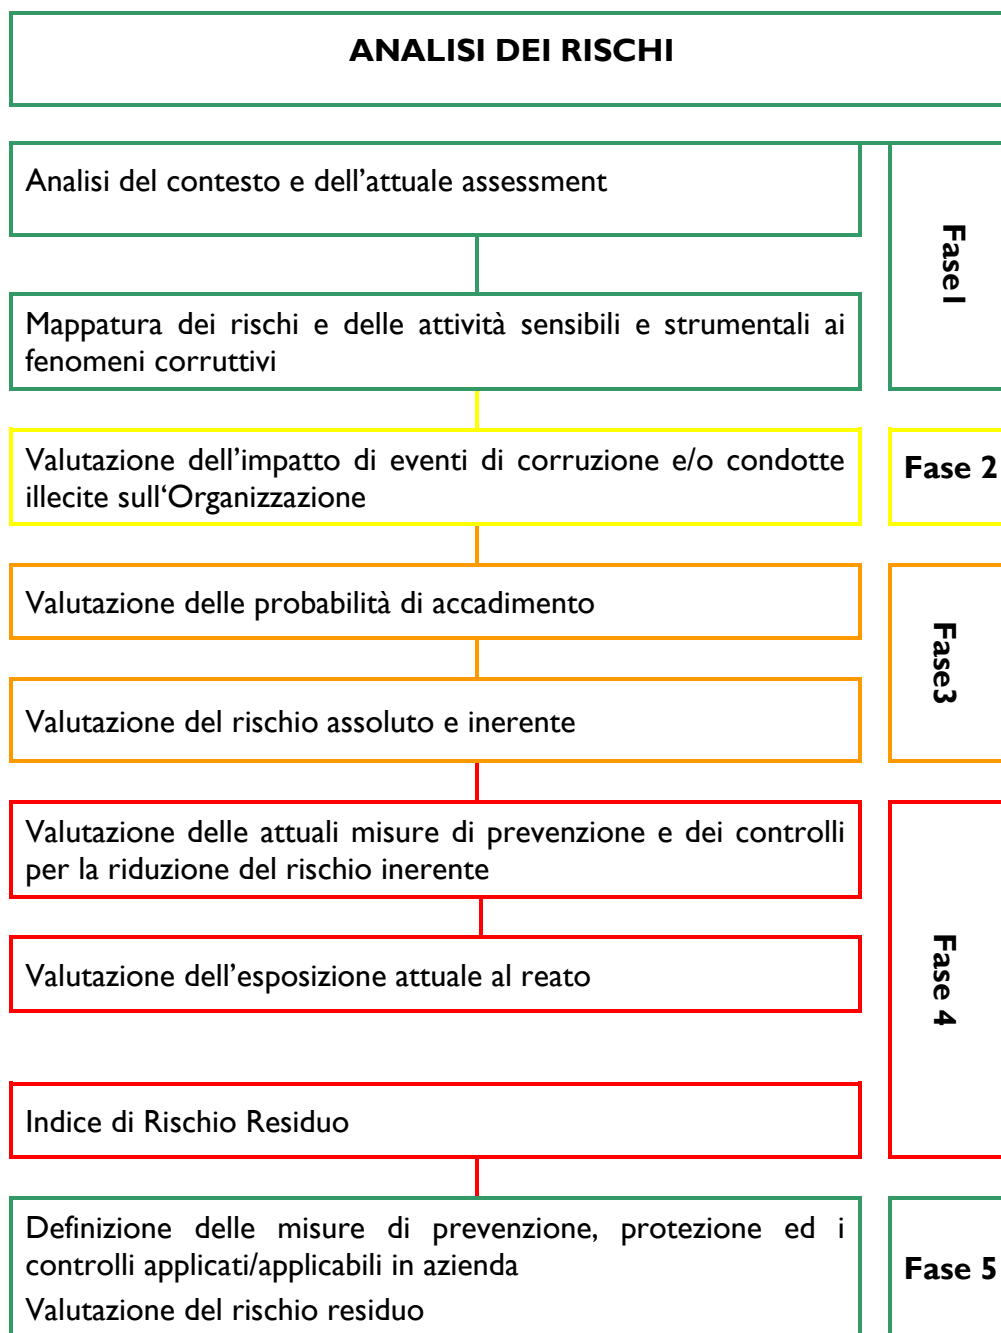 ANALISI DEI RISCHI
Analisi del contesto e dell’attuale assessment
Fase1
Mappatura dei rischi e delle attività sensibili e strumentali ai
fenomeni corruttivi
Valutazione dell’impatto di eventi di corruzione e/o condotte
illecite sull‘Organizzazione
Fase 2
Valutazione delle probabilità di accadimento
Fase3
Valutazione del rischio assoluto e inerente
Valutazione delle attuali misure di prevenzione e dei controlli
per la riduzione del rischio inerente
Valutazione dell’esposizione attuale al reato
Fase 4
Indice di Rischio Residuo
Definizione delle misure di prevenzione, protezione ed i
controlli applicati/applicabili in azienda
Valutazione del rischio residuo
Fase 5